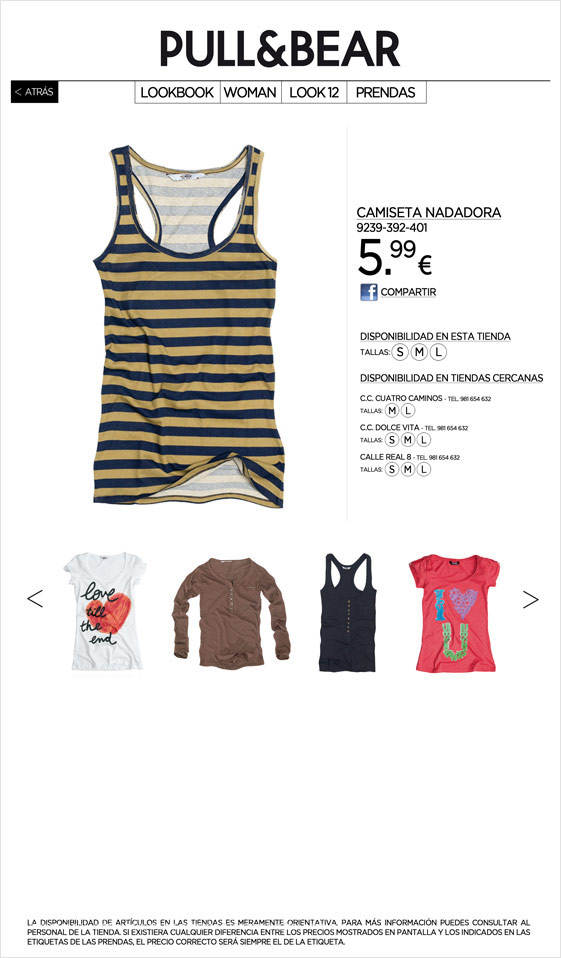 PULL&BEAR
< ATRÁS
LOOKBOOK WOMAN LOOK 12 PRENDAS
CAMISETA NADADORA
9239-392-401
5.99 €
f COMPARTIR
DISPONIBILIDAD EN ESTA TIENDA
TALLAS: S M L
DISPONIBILIDAD EN TIENDAS CERCANAS
C.C. CUATRO CAMINOS - TEL. 981 654 632
TALLAS: M L
C.C. DOLCE VITA - TEL. 981 654 632
TALLAS: S M L
CALLE REAL 8 - TEL. 981 654 632
TALLAS: S M L
love
till
the
end
I
U
LA DISPONIBILIDAD DE ARTÍCULOS EN LAS TIENDAS ES MERAMENTE ORIENTATIVA. PARA MÁS INFORMACIÓN PUEDES CONSULTAR AL
PERSONAL DE LA TIENDA. SI EXISTIERA CUALQUIER DIFERENCIA ENTRE LOS PRECIOS MOSTRADOS EN PANTALLA Y LOS INDICADOS EN LAS
ETIQUETAS DE LAS PRENDAS, EL PRECIO CORRECTO SERÁ SIEMPRE EL DE LA ETIQUETA.